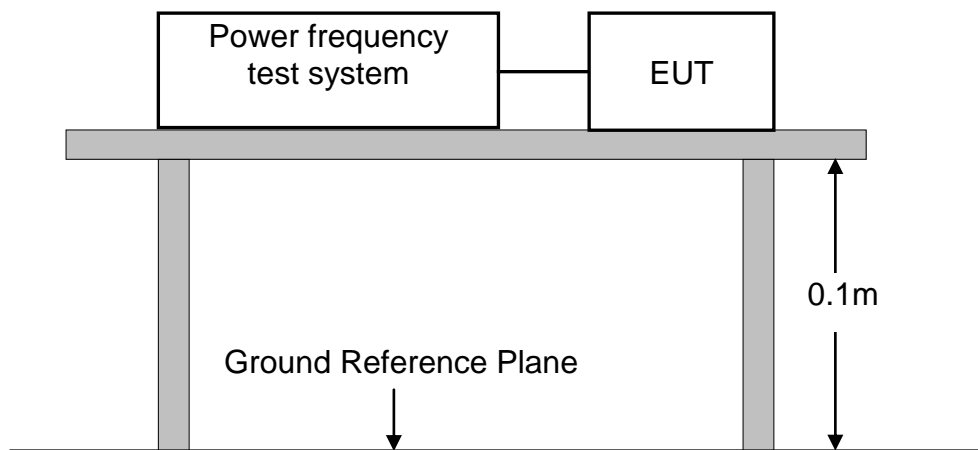 Power frequency
test system
EUT
0.1m
Ground Reference Plane